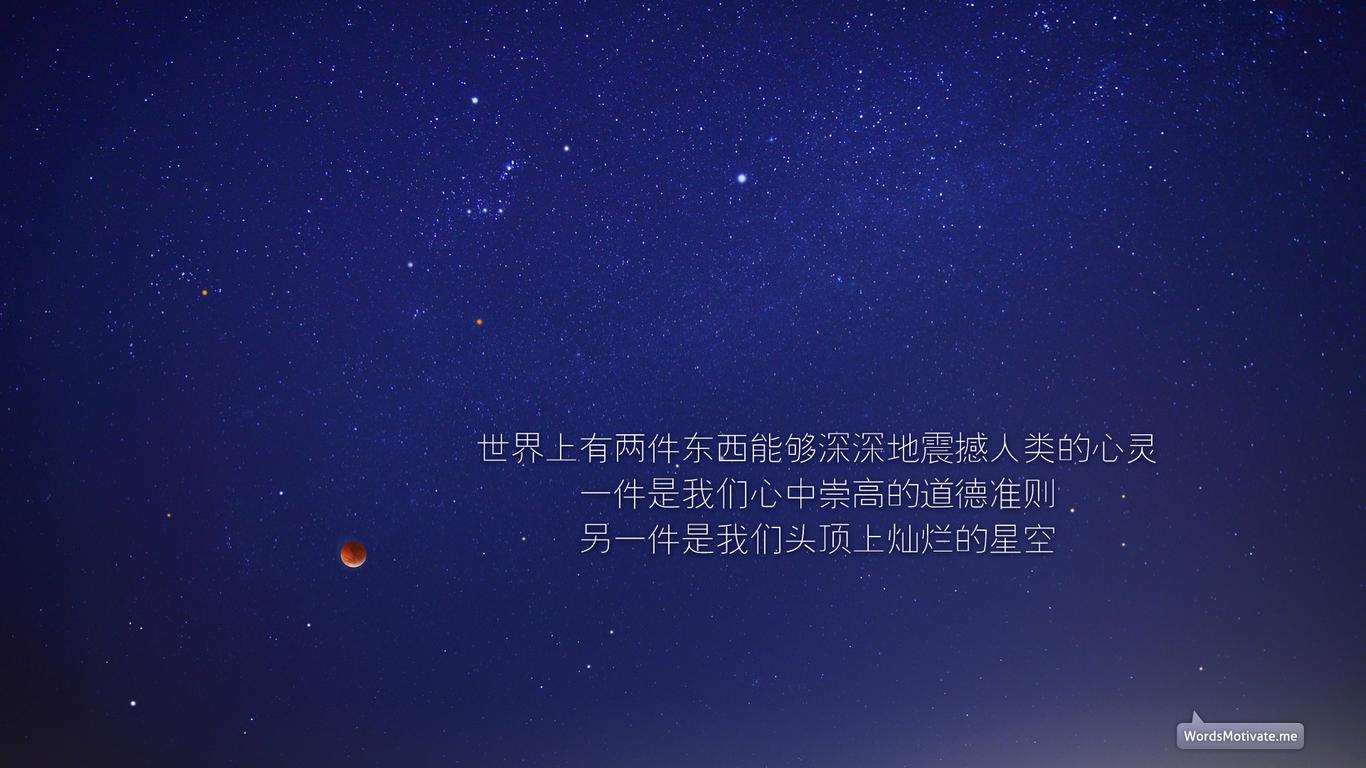 世界上有两件东西能够深深地震撼人类的心灵
一件是我们心中崇高的道德准则
另一件是我们头顶上灿烂的星空
WordsMotivate.me